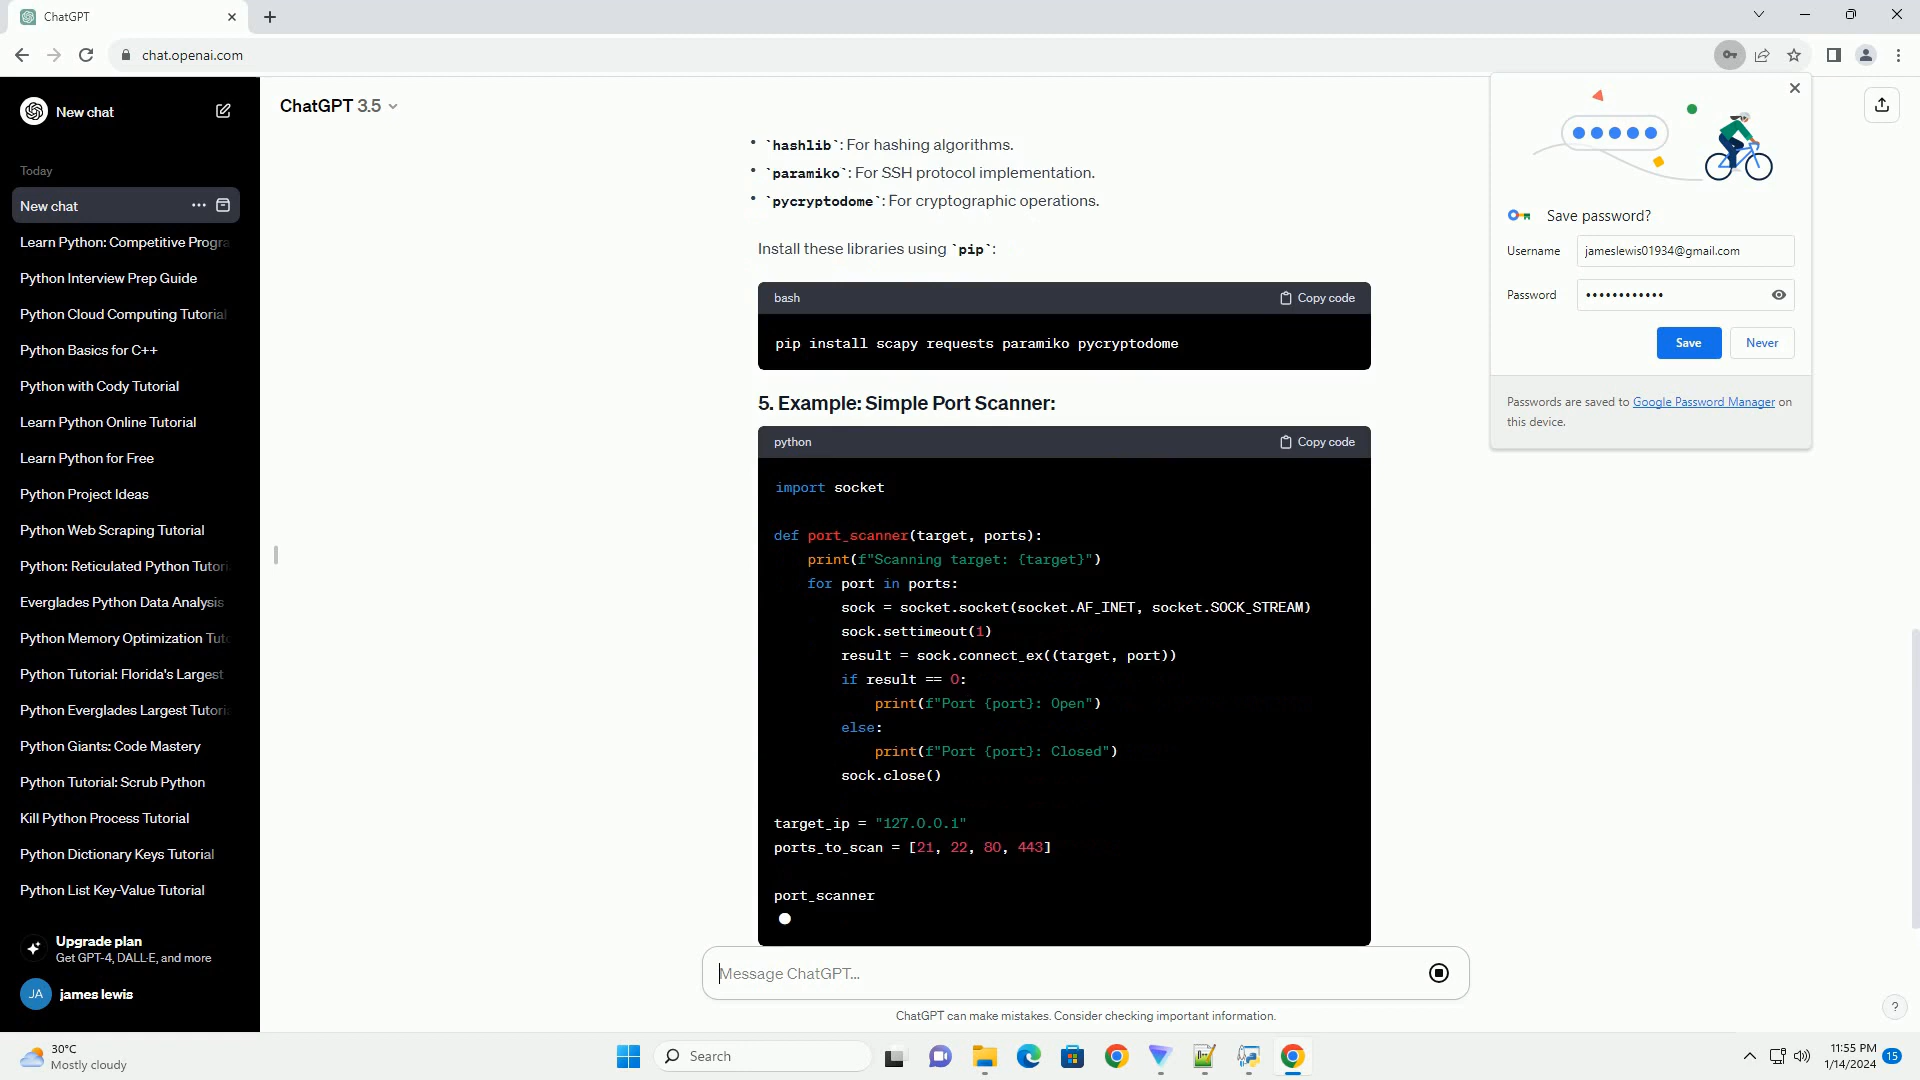 ChatGPT
chat.openai.com
New chat
Today
New chat
Learn Python: Competitive Progra
Python Interview Prep Guide
Python Cloud Computing Tutorial
Python Basics for C++
Python with Cody Tutorial
Learn Python Online Tutorial
Learn Python for Free
Python Project Ideas
Python Web Scraping Tutorial
Python: Reticulated Python Tutori
Everglades Python Data Analysis
Python Memory Optimization Tuto
Python Tutorial: Florida's Largest
Python Everglades Largest Tutoria
Python Giants: Code Mastery
Python Tutorial: Scrub Python
Kill Python Process Tutorial
Python Dictionary Keys Tutorial
Python List Key-Value Tutorial
Upgrade plan
Get GPT-4, DALL·E, and more
JA james lewis
ChatGPT 3.5
• `hashlib`: For hashing algorithms.
• `paramiko`: For SSH protocol implementation.
• `pycryptodome`: For cryptographic operations.
Install these libraries using `pip`:
bash Copy code
pip install scapy requests paramiko pycryptodome
5. Example: Simple Port Scanner:
python Copy code
import socket
def port_scanner(target, ports):
print(f"Scanning target: {target}")
for port in ports:
sock = socket.socket(socket.AF_INET, socket.SOCK_STREAM)
sock.settimeout(1)
result = sock.connect_ex((target, port))
if result == 0:
print(f"Port {port}: Open")
else:
print(f"Port {port}: Closed")
sock.close()
target_ip = "127.0.0.1"
ports_to_scan = [21, 22, 80, 443]
port_scanner
Message ChatGPT...
ChatGPT can make mistakes. Consider checking important information.
?
Save password?
Username jameslewis01934@gmail.com
Password ••••••••••••
Save Never
Passwords are saved to Google Password Manager on
this device.
30°C
Mostly cloudy
Search
11:55 PM
1/14/2024
15